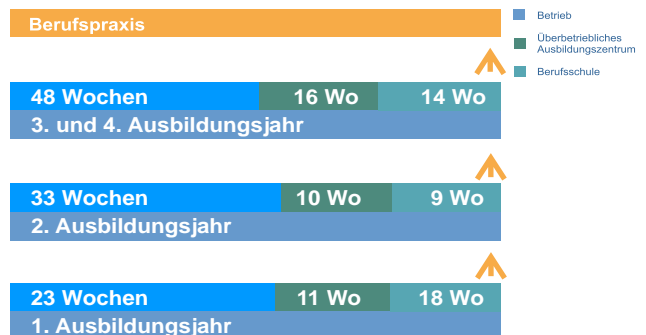 Berufspraxis
Betrieb
Überbetriebliches
Ausbildungszentrum
Berufsschule
48 Wochen 16 Wo 14 Wo
3. und 4. Ausbildungsjahr
33 Wochen 10 Wo 9 Wo
2. Ausbildungsjahr
23 Wochen 11 Wo 18 Wo
1. Ausbildungsjahr